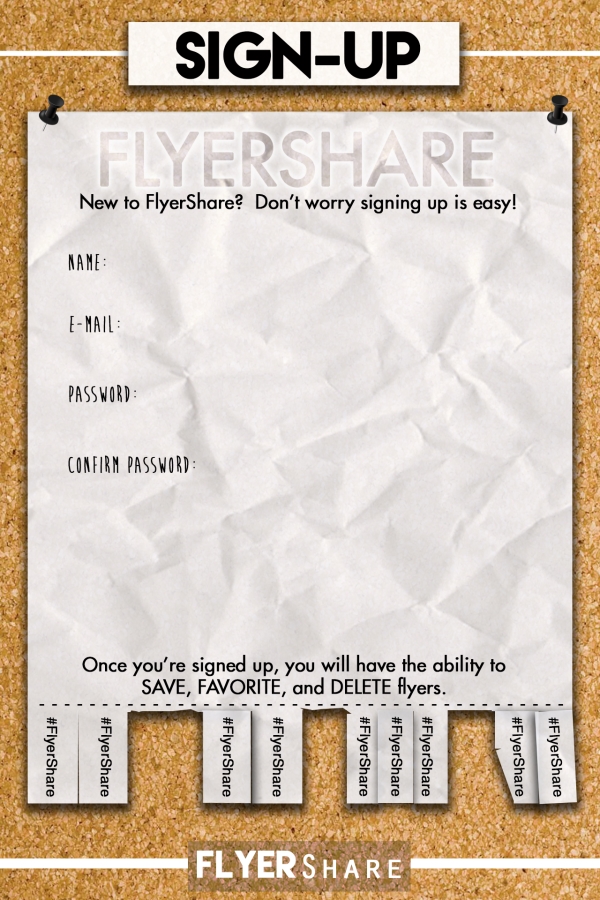 SIGN-UP
FLYERSHARE
New to FlyerShare? Don't worry signing up is easy!
NAME:
E-MAIL:
PASSWORD:
CONFIRM PASSWORD:
Once you're signed up, you will have the ability to
SAVE, FAVORITE, and DELETE flyers.
#FlyerShare
#FlyerShare
#FlyerShare
#FlyerShare
#FlyerShare
#FlyerShare
#FlyerShare
#FlyerShare
#FlyerShare
FLYERSHARE